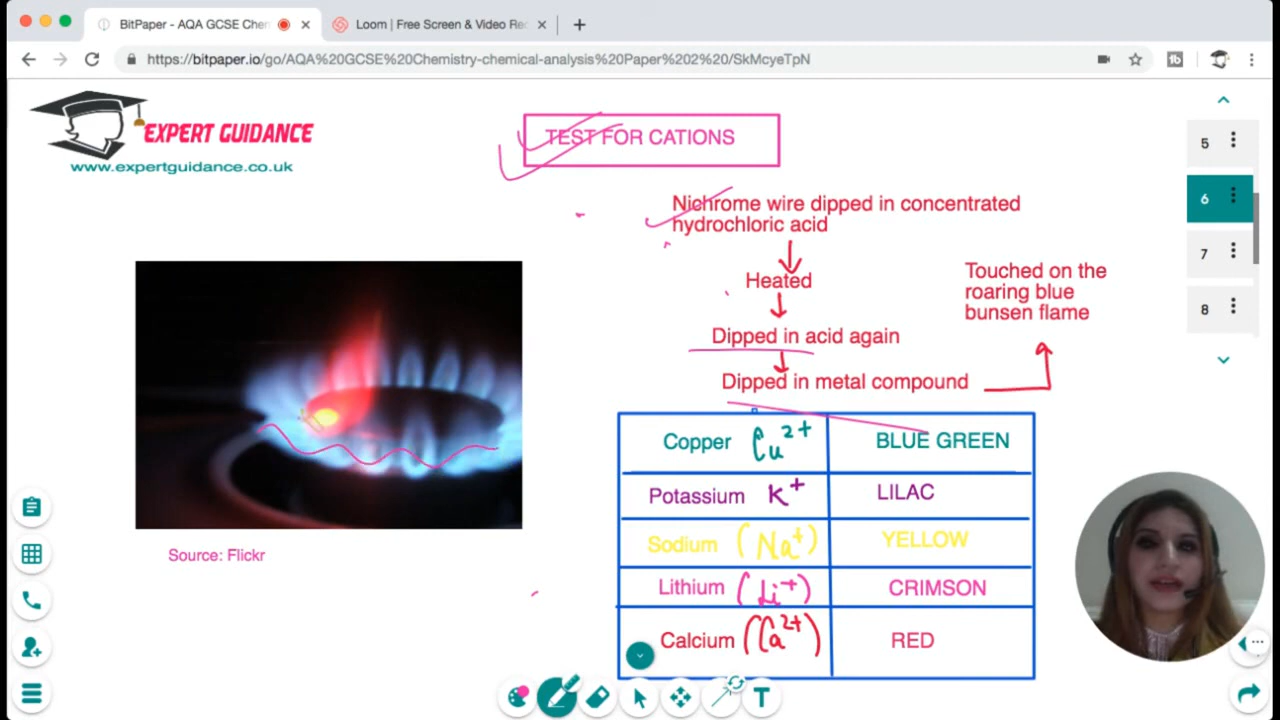 BitPaper - AQA GCSE Chem
Loom | Free Screen & Video Rec
https://bitpaper.io/go/AQA%20GCSE%20Chemistry-chemical-analysis%20Paper%202%20/SkMcyeTpN
EXPERT GUIDANCE
www.expertguidance.co.uk
TEST FOR CATIONS
Nichrome wire dipped in concentrated
hydrochloric acid
Heated
Dipped in acid again
Dipped in metal compound
Touched on the
roaring blue
bunsen flame
Copper Cu2+ BLUE GREEN
Potassium K+ LILAC
Sodium (Na+) YELLOW
Lithium (Li+) CRIMSON
Calcium (Ca2+) RED
Source: Flickr
5
6
7
8
T